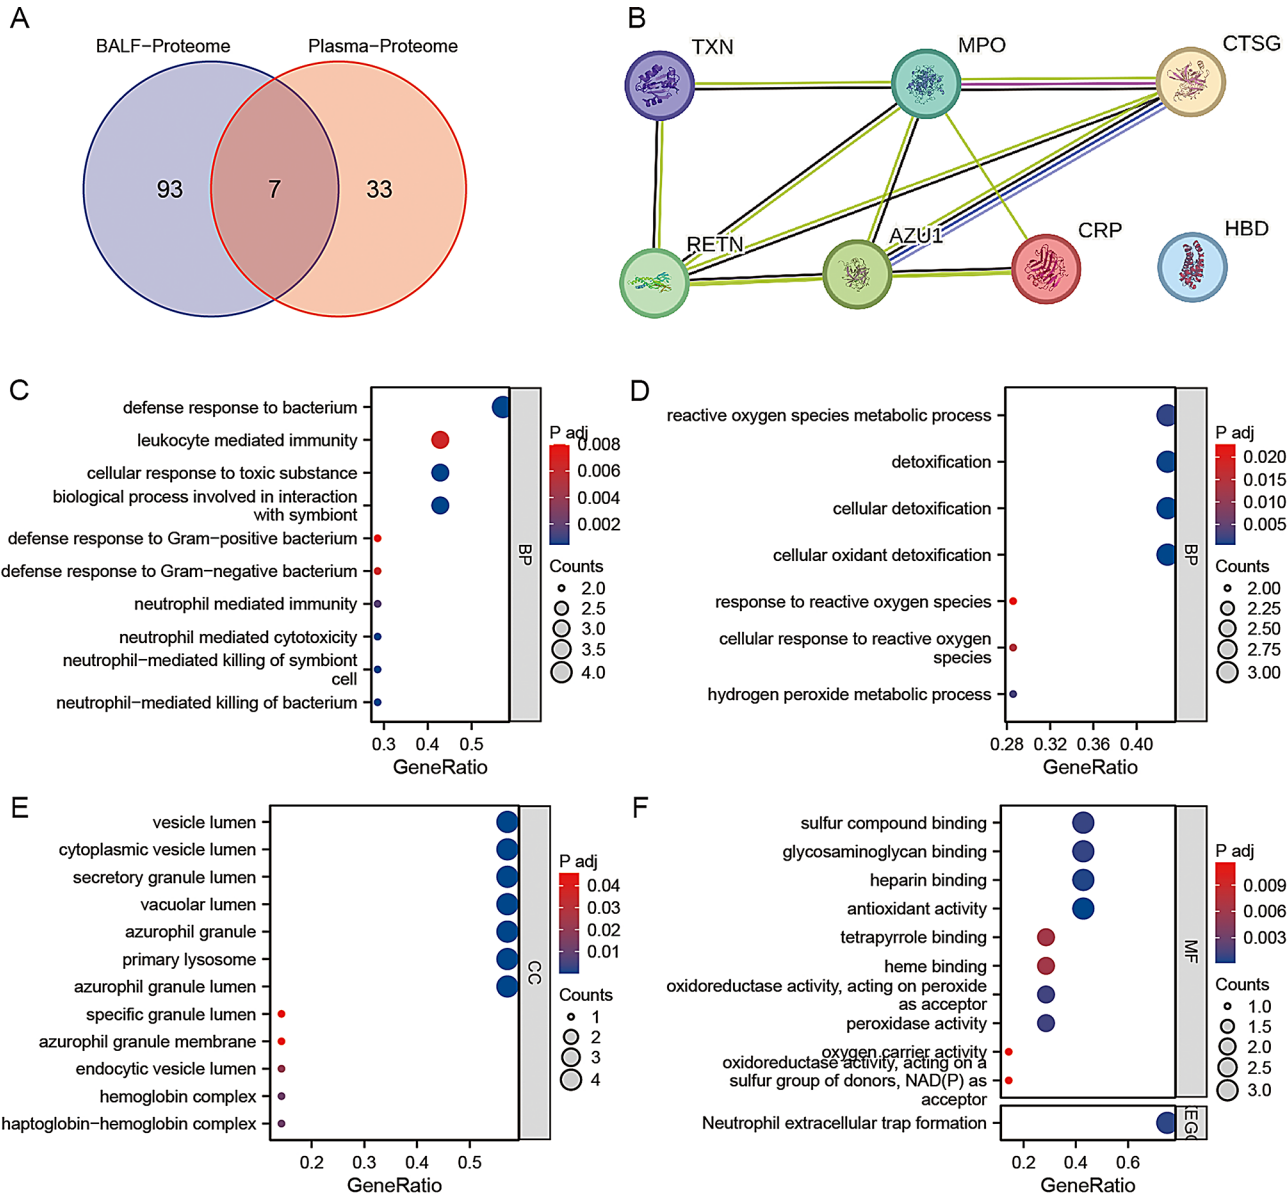 A
BALF−Proteome
Plasma−Proteome
93
7
33
B
TXN
MPO
CTSG
RETN
AZU1
CRP
HBD
C
defense response to bacterium
leukocyte mediated immunity
cellular response to toxic substance
biological process involved in interaction
with symbiont
defense response to Gram−positive bacterium
defense response to Gram−negative bacterium
neutrophil mediated immunity
neutrophil mediated cytotoxicity
neutrophil−mediated killing of symbiont
cell
neutrophil−mediated killing of bacterium
0.3 0.4 0.5
GeneRatio
BP
P adj
0.008
0.006
0.004
0.002
Counts
2.0
2.5
3.0
3.5
4.0
D
reactive oxygen species metabolic process
detoxification
cellular detoxification
cellular oxidant detoxification
response to reactive oxygen species
cellular response to reactive oxygen
species
hydrogen peroxide metabolic process
0.28 0.32 0.36 0.40
GeneRatio
BP
P adj
0.020
0.015
0.010
0.005
Counts
2.00
2.25
2.50
2.75
3.00
E
vesicle lumen
cytoplasmic vesicle lumen
secretory granule lumen
vacuolar lumen
azurophil granule
primary lysosome
azurophil granule lumen
specific granule lumen
azurophil granule membrane
endocytic vesicle lumen
hemoglobin complex
haptoglobin−hemoglobin complex
0.2 0.3 0.4 0.5
GeneRatio
CC
P adj
0.04
0.03
0.02
0.01
Counts
1
2
3
4
F
sulfur compound binding
glycosaminoglycan binding
heparin binding
antioxidant activity
tetrapyrrole binding
heme binding
oxidoreductase activity, acting on peroxide
as acceptor
peroxidase activity
oxygen carrier activity
oxidoreductase activity, acting on a
sulfur group of donors, NAD(P) as
acceptor
Neutrophil extracellular trap formation
0.2 0.4 0.6
GeneRatio
MF
P adj
0.009
0.006
0.003
Counts
1.0
1.5
2.0
2.5
3.0